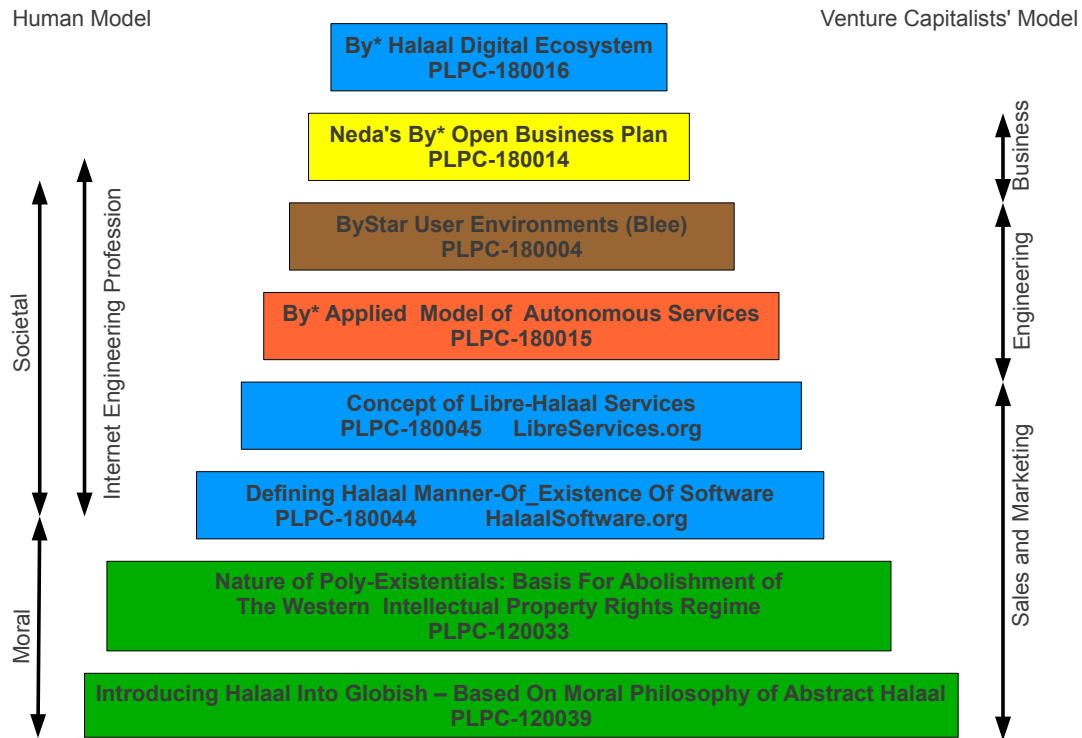 Human Model
Venture Capitalists' Model
By* Halaal Digital Ecosystem
PLPC-180016
Neda's By* Open Business Plan
PLPC-180014
ByStar User Environments (Blee)
PLPC-180004
By* Applied Model of Autonomous Services
PLPC-180015
Concept of Libre-Halaal Services
PLPC-180045 LibreServices.org
Defining Halaal Manner-Of_Existence Of Software
PLPC-180044 HalaalSoftware.org
Nature of Poly-Existentials: Basis For Abolishment of
The Western Intellectual Property Rights Regime
PLPC-120033
Introducing Halaal Into Globish – Based On Moral Philosophy of Abstract Halaal
PLPC-120039
Societal
Moral
Internet Engineering Profession
Business
Engineering
Sales and Marketing